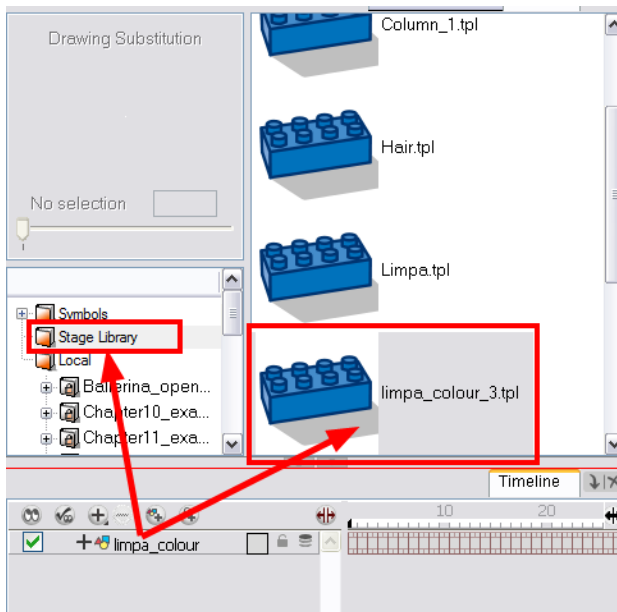 Drawing Substitution
No selection
Column_1.tpl
Hair.tpl
Limpa.tpl
limpa_colour_3.tpl
Symbols
Stage Library
Local
Ballerina_open...
Chapter10_exa...
Chapter11_exa...
Timeline
10 20
limpa_colour